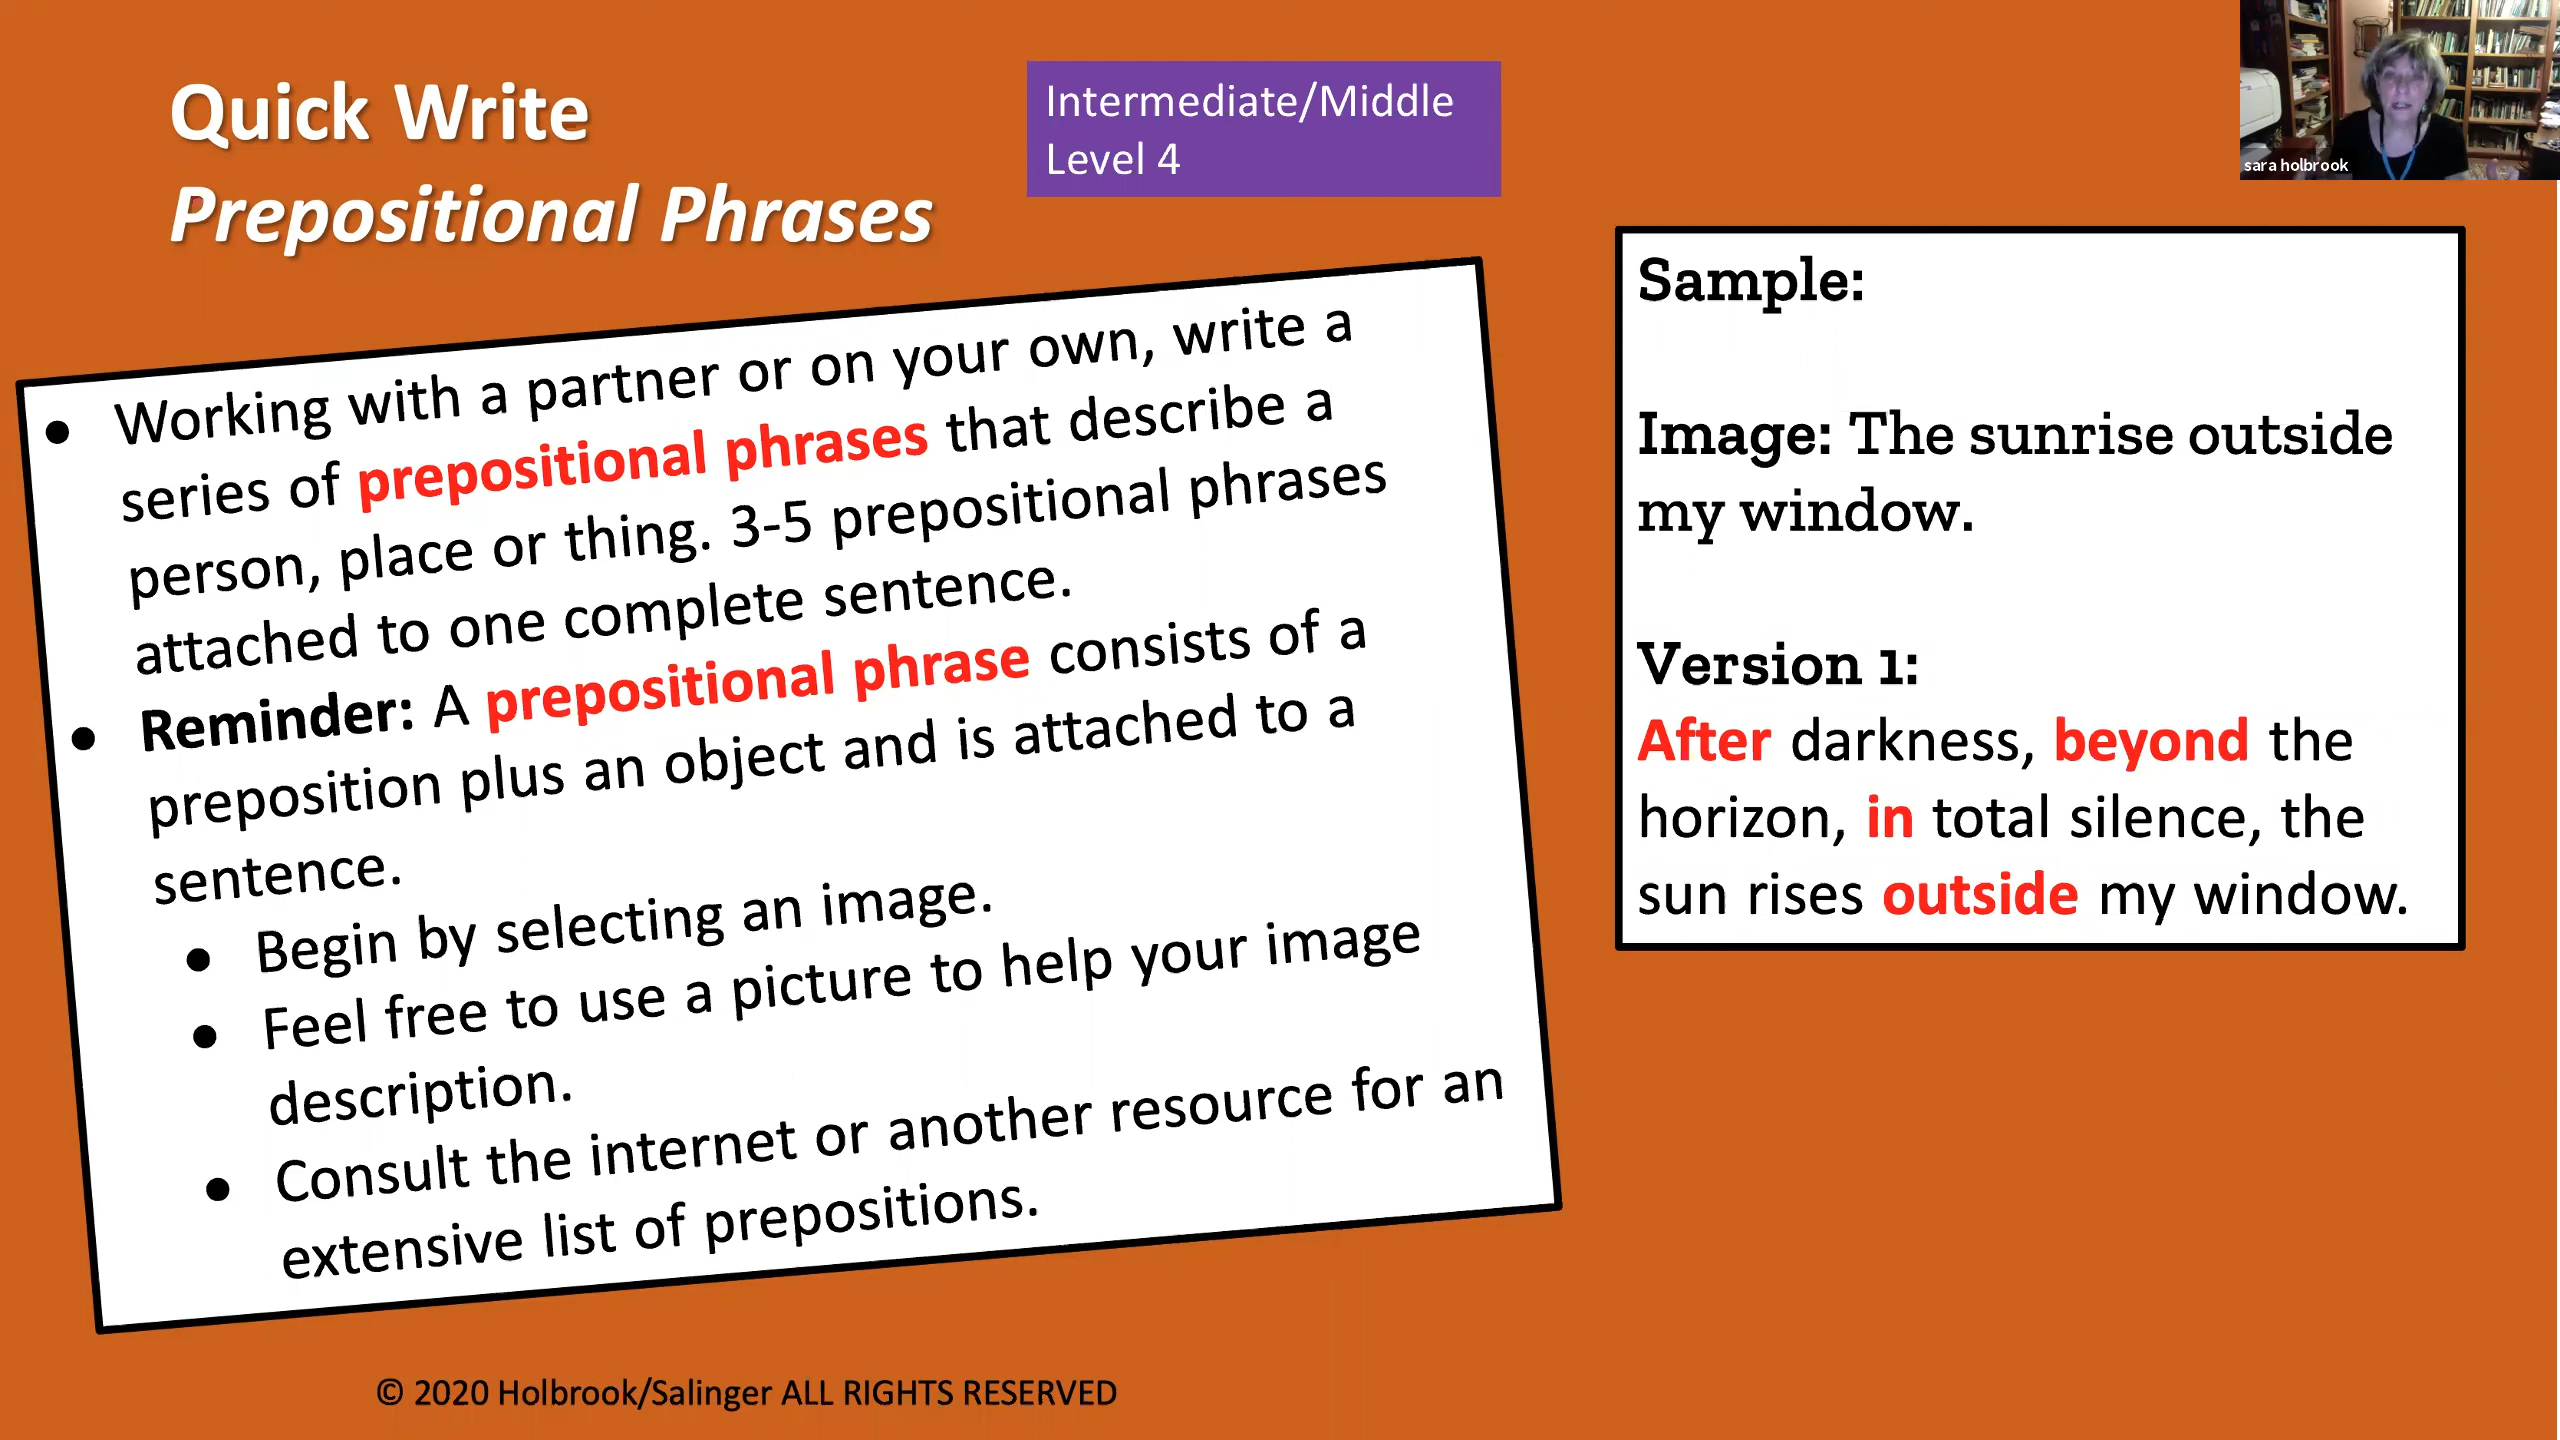 Quick Write
Prepositional Phrases
Intermediate/Middle
Level 4
sara holbrook
• Working with a partner or on your own, write a
series of prepositional phrases that describe a
person, place or thing. 3-5 prepositional phrases
attached to one complete sentence.
• Reminder: A prepositional phrase consists of a
preposition plus an object and is attached to a
sentence.
• Begin by selecting an image.
• Feel free to use a picture to help your image
description.
• Consult the internet or another resource for an
extensive list of prepositions.
Sample:
Image: The sunrise outside
my window.
Version 1:
After darkness, beyond the
horizon, in total silence, the
sun rises outside my window.
© 2020 Holbrook/Salinger ALL RIGHTS RESERVED